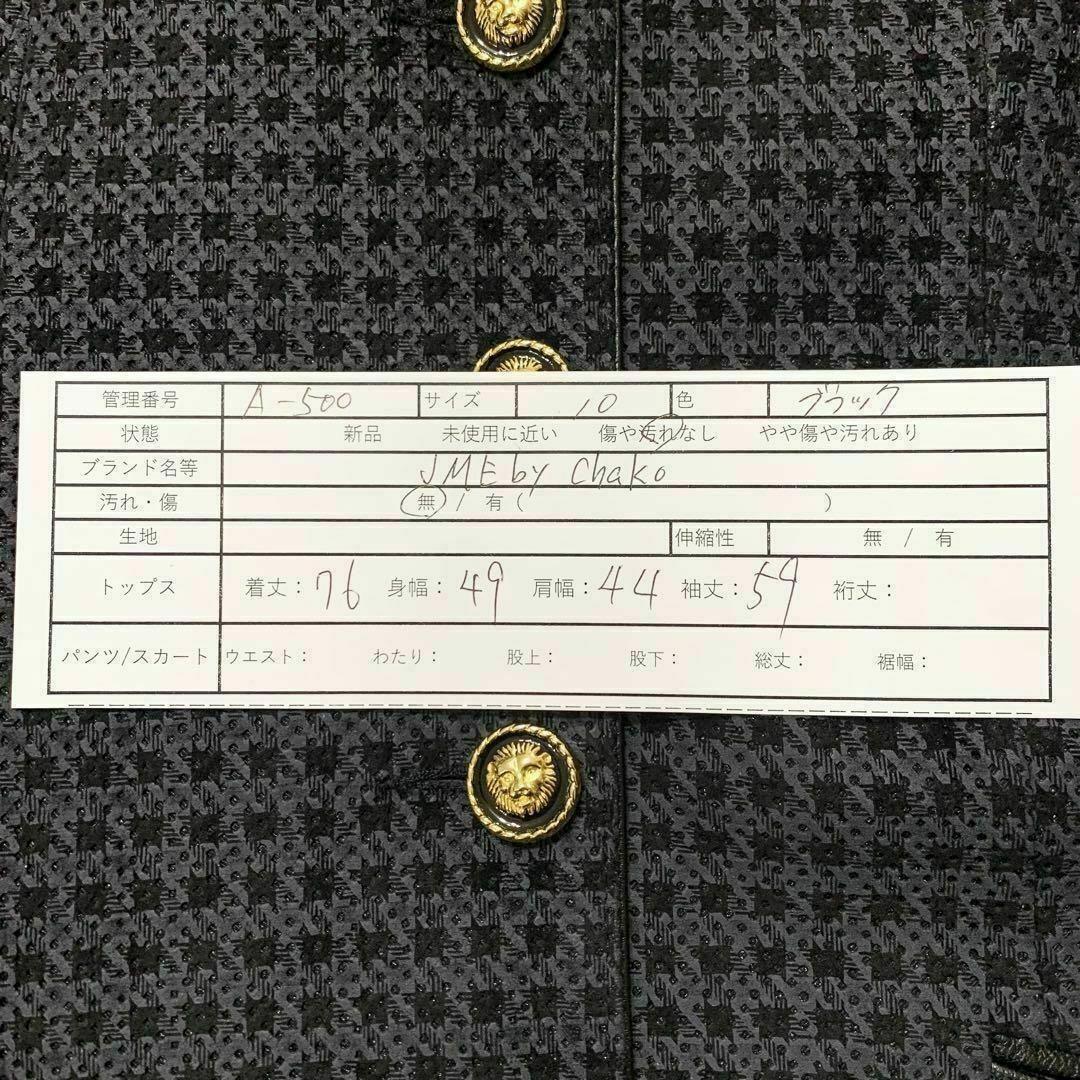 管理番号 A-500 サイズ 10 色 ブラック
状態 新品 未使用に近い 傷や汚れなし やや傷や汚れあり
ブランド名等 JMEby Chako
汚れ・傷 無 / 有 ( )
生地 伸縮性 無 / 有
トップス 着丈: 76 身幅: 49 肩幅: 44 袖丈: 59 裄丈:
パンツ/スカート ウエスト: わたり: 股上: 股下: 総丈: 裾幅: